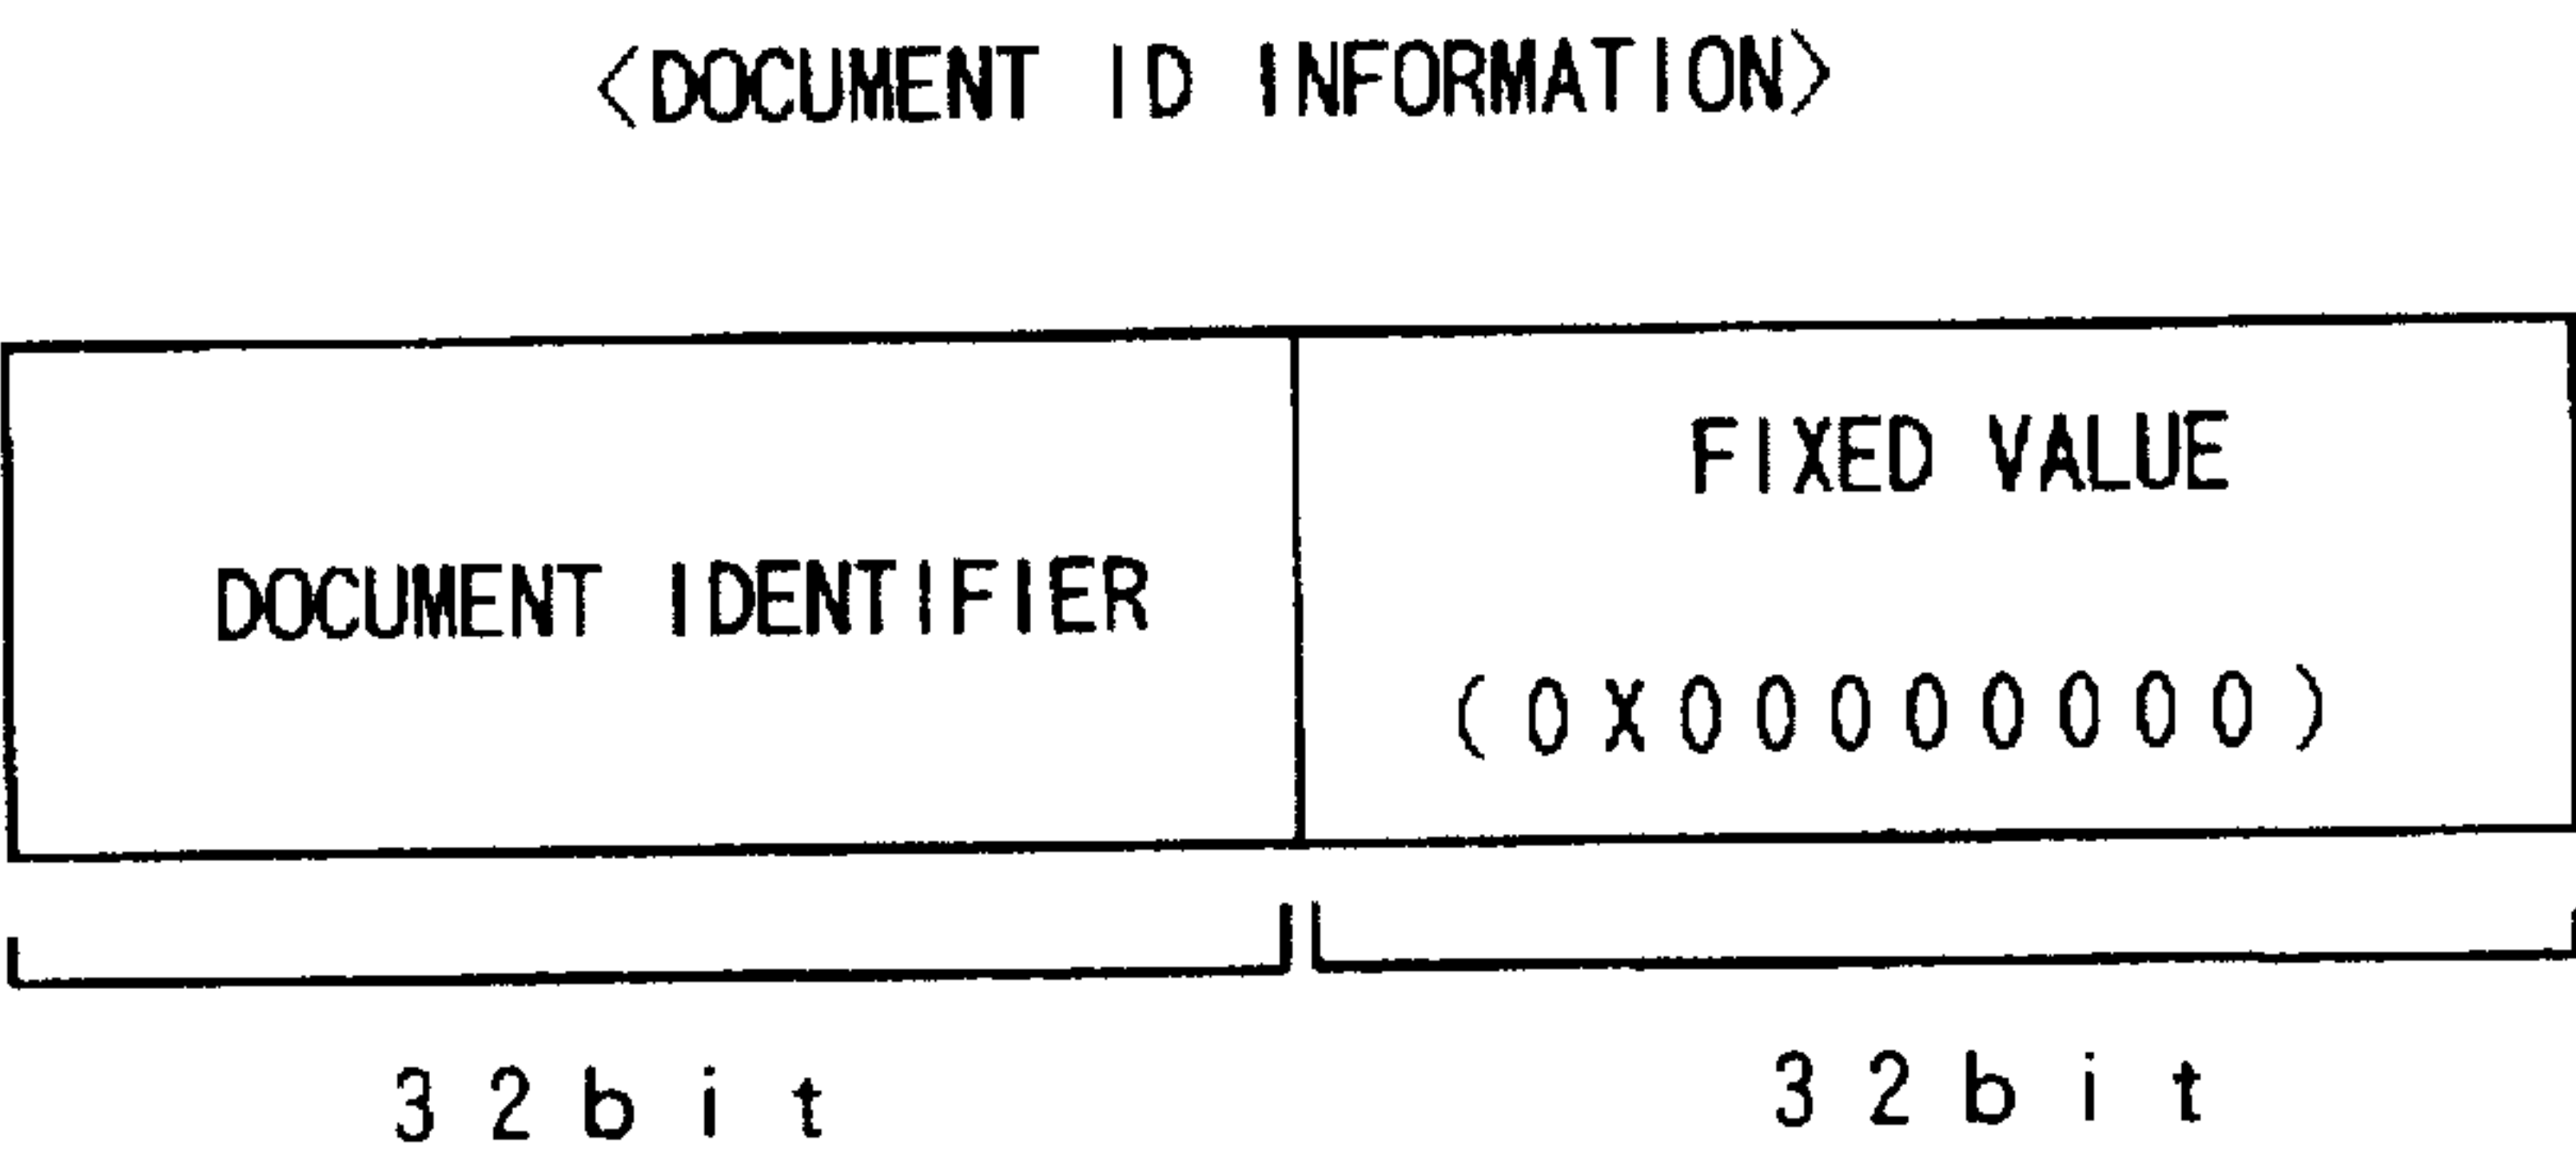 <DOCUMENT ID INFORMATION>
DOCUMENT IDENTIFIER
FIXED VALUE
(0X00000000)
32bit
32bit